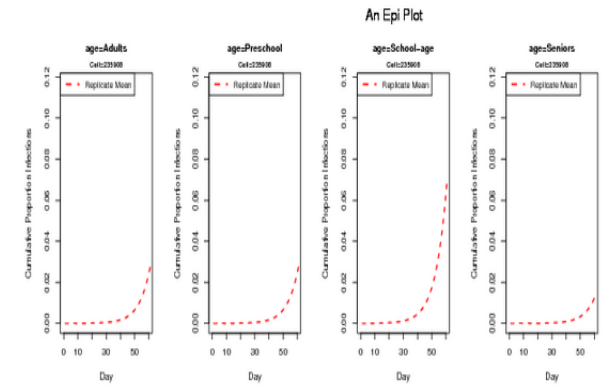 An Epi Plot
age=Adults
Cell=235908
Replicate Mean
Cumulative Proportion Infections
0.00 0.02 0.04 0.06 0.08 0.10 0.12
0 10 30 50
Day
age=Preschool
Cell=235908
Replicate Mean
Cumulative Proportion Infections
0.00 0.02 0.04 0.06 0.08 0.10 0.12
0 10 30 50
Day
age=School-age
Cell=235908
Replicate Mean
Cumulative Proportion Infections
0.00 0.02 0.04 0.06 0.08 0.10 0.12
0 10 30 50
Day
age=Seniors
Cell=235908
Replicate Mean
Cumulative Proportion Infections
0.00 0.02 0.04 0.06 0.08 0.10 0.12
0 10 30 50
Day